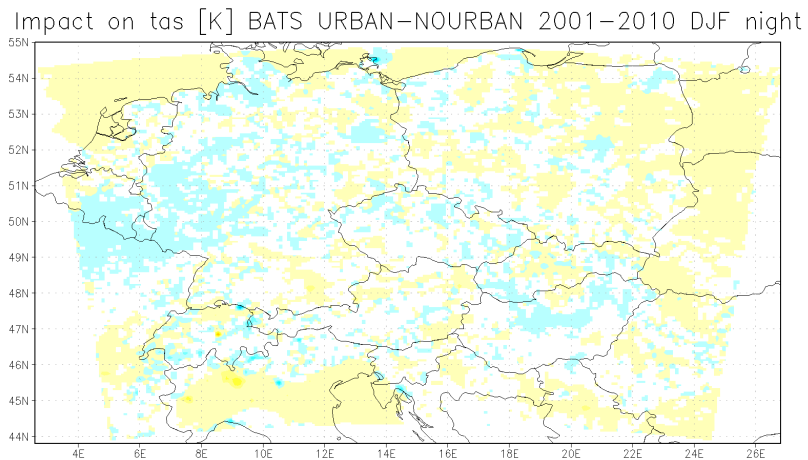 Impact on tas [K] BATS URBAN−NOURBAN 2001−2010 DJF night
55N
54N
53N
52N
51N
50N
49N
48N
47N
46N
45N
44N
4E 6E 8E 10E 12E 14E 16E 18E 20E 22E 24E 26E